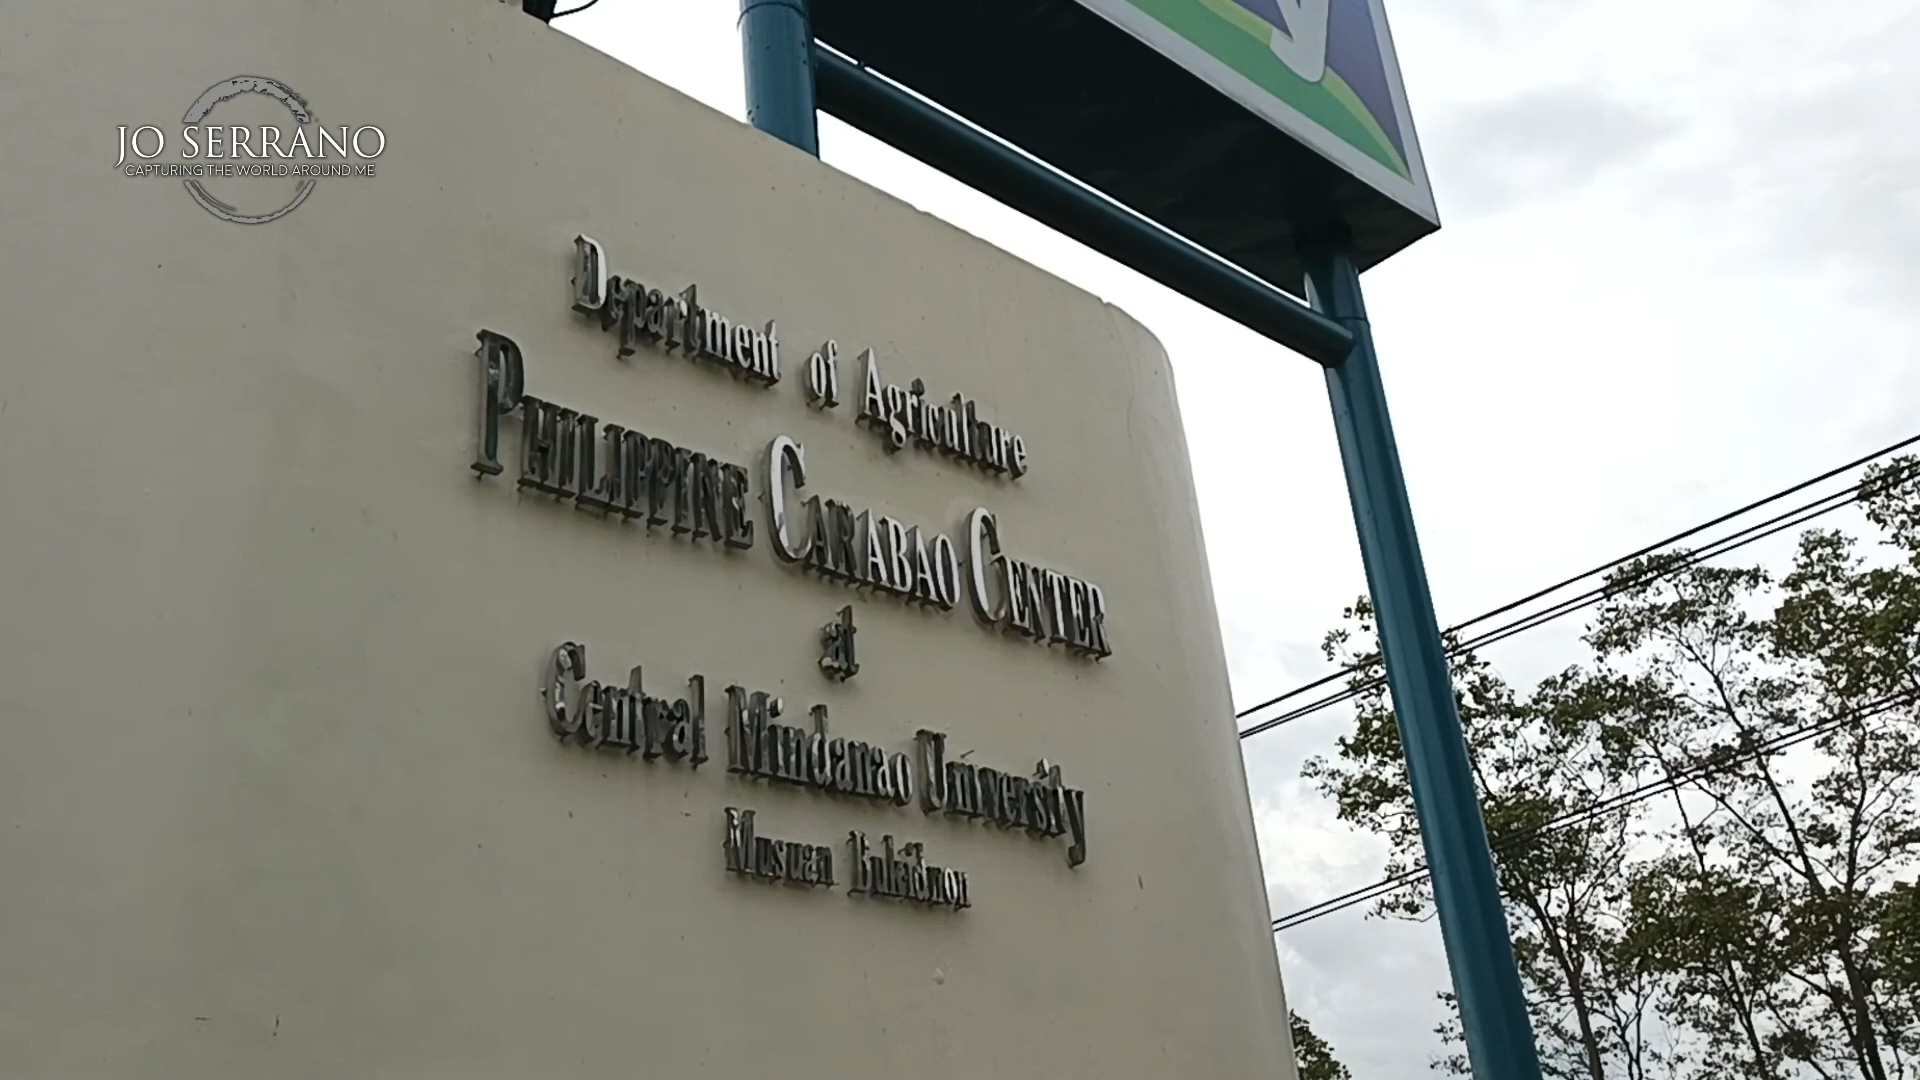 JO SERRANO
CAPTURING THE WORLD AROUND ME
Department of Agriculture
PHILIPPINE CARABAO CENTER
at
Central Mindanao University
Musuan Bukidnon